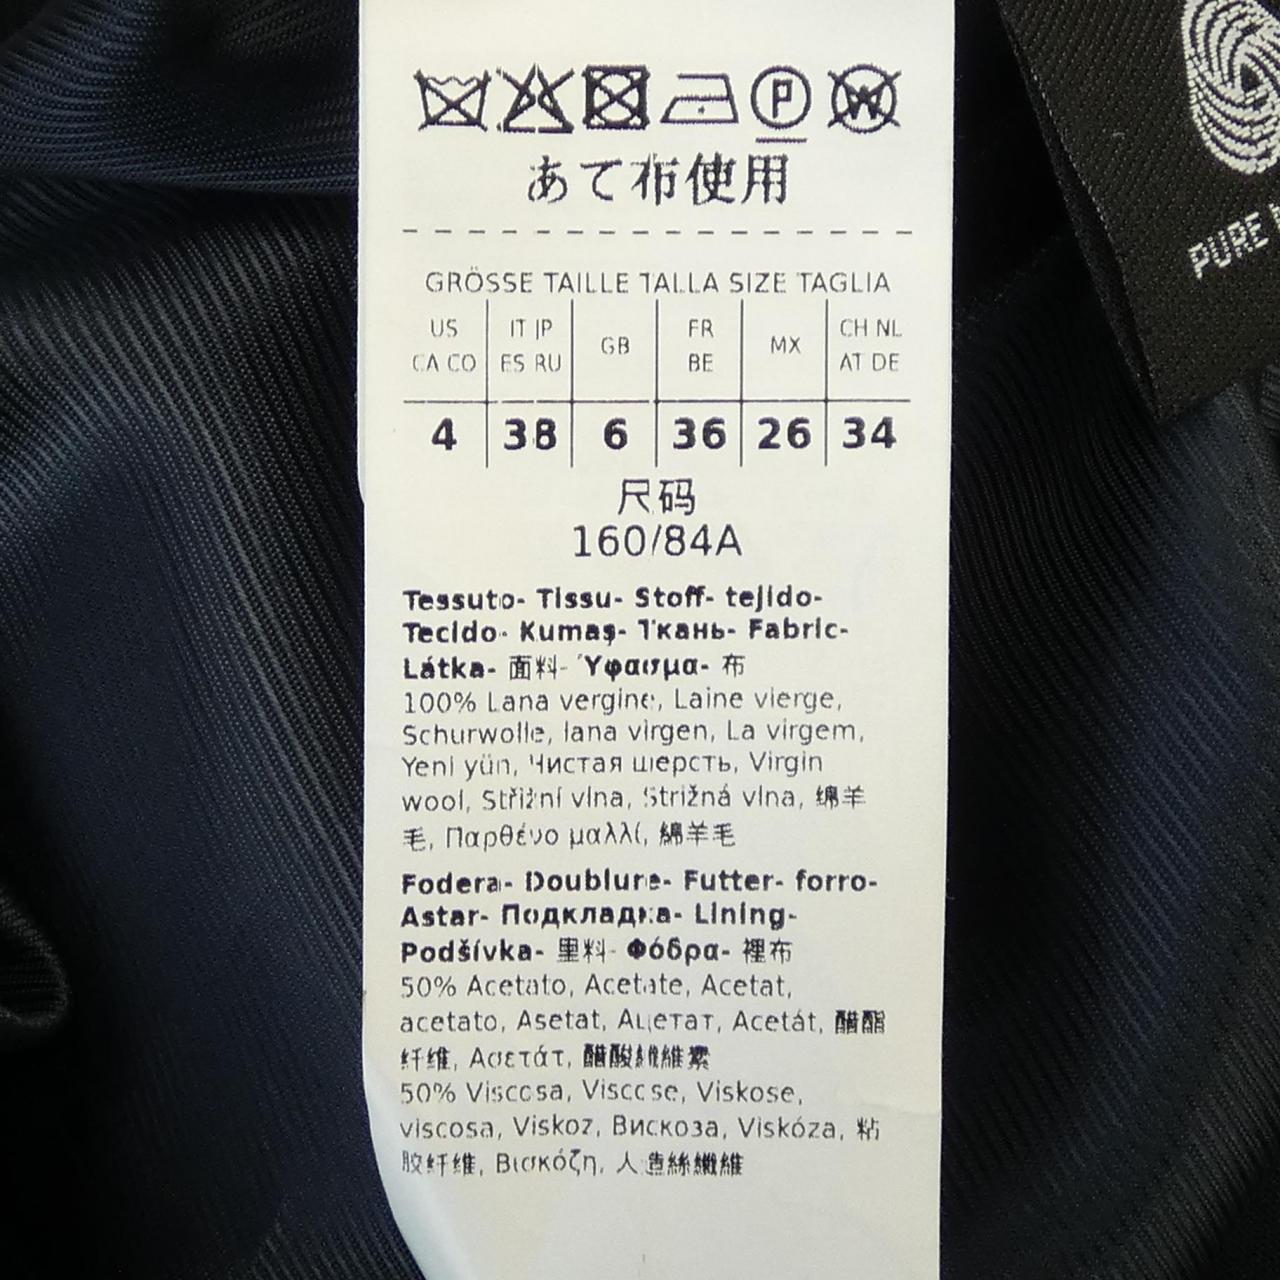 P W
あて布使用
GRÖSSE TAILLE TALLA SIZE TAGLIA
US CA CO | IT JP ES RU | GB | FR BE | MX | CH NL AT DE
4 | 38 | 6 | 36 | 26 | 34
尺码
160/84A
Tessuto- Tissu- Stoff- tejido-
Tecido- Kumaş- Ткань- Fabric-
Látka- 面料- Ύφασμα- 布
100% Lana vergine, Laine vierge,
Schurwolle, lana virgen, La virgem,
Yeni yün, Чистая шерсть, Virgin
wool, Střižní vlna, Strižná vlna, 绵羊
毛, Παρθένο μαλλί, 綿羊毛
Fodera- Doublure- Futter- forro-
Astar- Подкладка- Lining-
Podšívka- 里料- Φόδρα- 裡布
50% Acetato, Acetate, Acetat,
acetato, Asetat, Ацетат, Acetát, 醋酯
纤维, Ασετάτ, 醋酸纖維素
50% Viscosa, Viscose, Viskose,
viscosa, Viskoz, Вискоза, Viskóza, 粘
胶纤维, Βισκόζη, 人造絲纖維
PURE